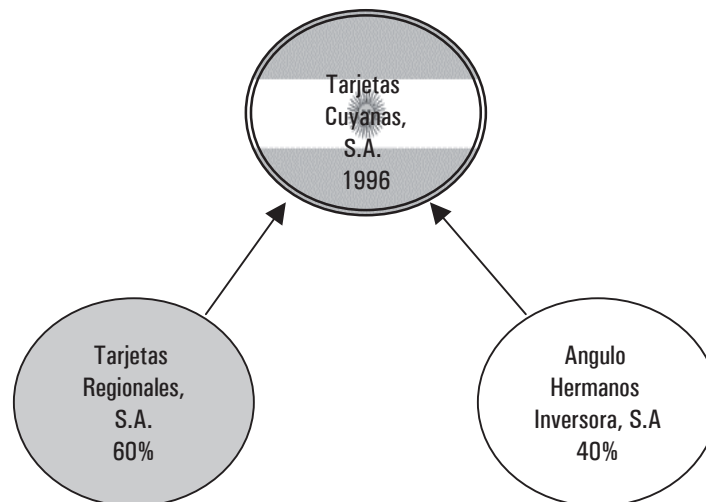 Tarjetas
Cuyanas,
S.A.
1996
Tarjetas
Regionales,
S.A.
60%
Angulo
Hermanos
Inversora, S.A
40%